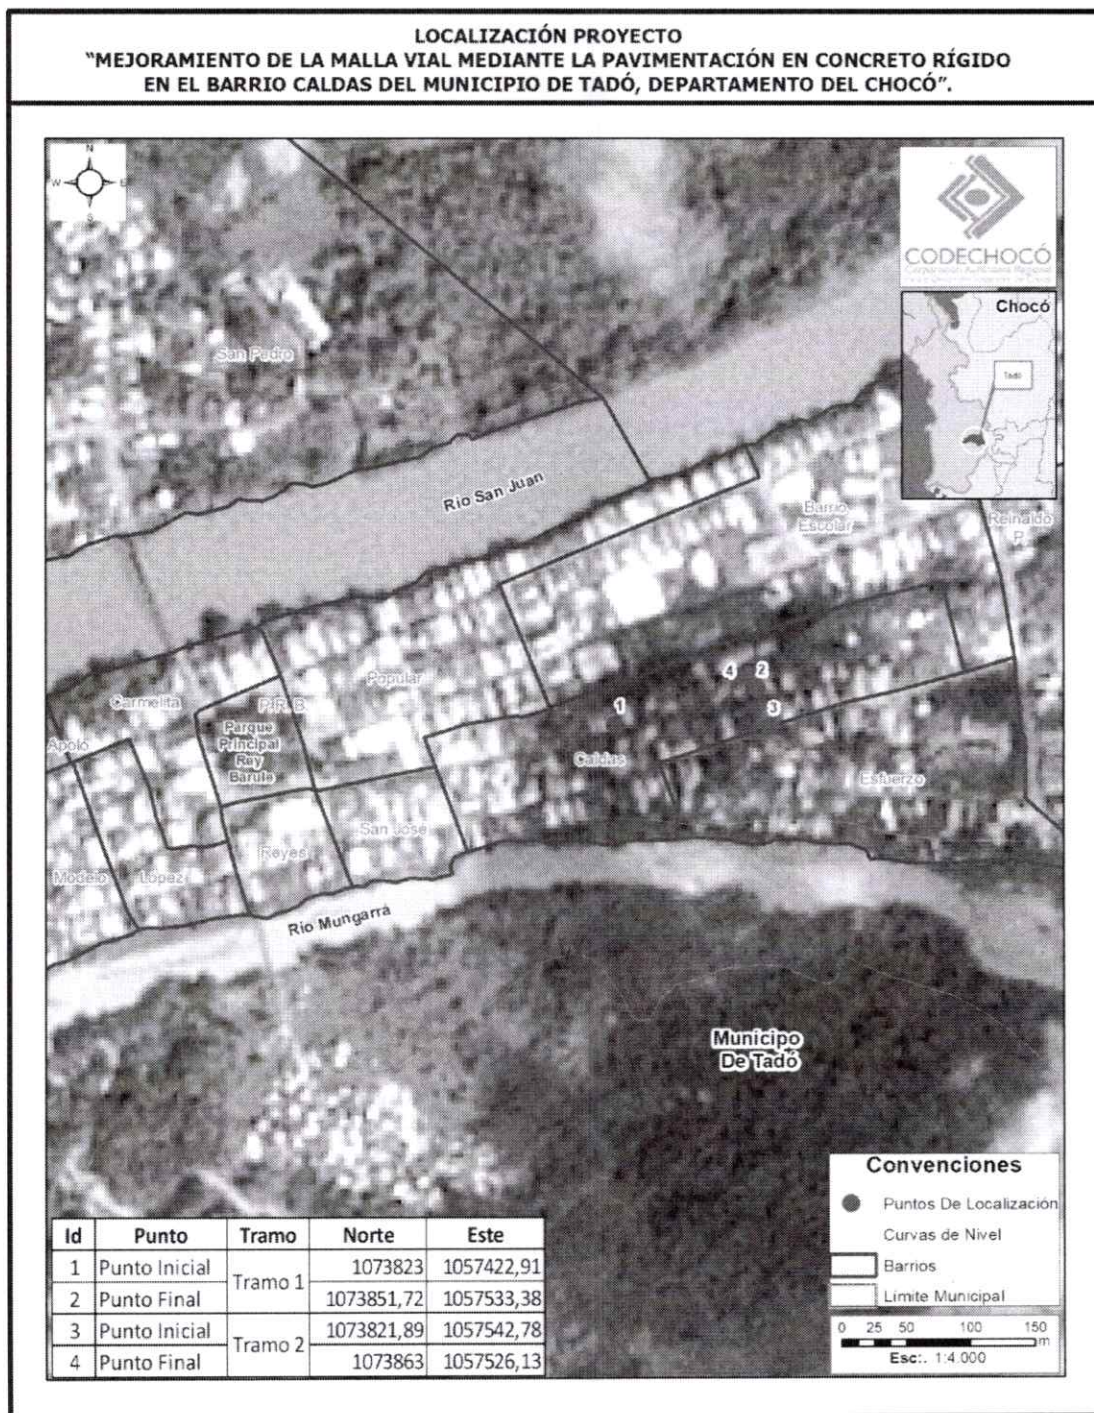 LOCALIZACIÓN PROYECTO
“MEJORAMIENTO DE LA MALLA VIAL MEDIANTE LA PAVIMENTACIÓN EN CONCRETO RÍGIDO
EN EL BARRIO CALDAS DEL MUNICIPIO DE TADÓ, DEPARTAMENTO DEL CHOCÓ”.
N
W E
S
CODECHOCÓ
Corporación Autónoma Regional
Chocó
Tadó
San Pedro
Río San Juan
Barrio
Escolar
Reinaldo
P.
4 2
1 3
Carmelita
P.R.B.
Popular
Parque
Principal
Rey
Barule
Apolo
Caldas
Esfuerzo
San José
Reyes
Modelo
López
Río Mungarrá
Municipo
De Tadó
Convenciones
Puntos De Localización
Curvas de Nivel
Barrios
Límite Municipal
0 25 50 100 150
m
Esc:. 1:4.000
Id Punto Tramo Norte Este
1 Punto Inicial Tramo 1 1073823 1057422,91
2 Punto Final 1073851,72 1057533,38
3 Punto Inicial Tramo 2 1073821,89 1057542,78
4 Punto Final 1073863 1057526,13